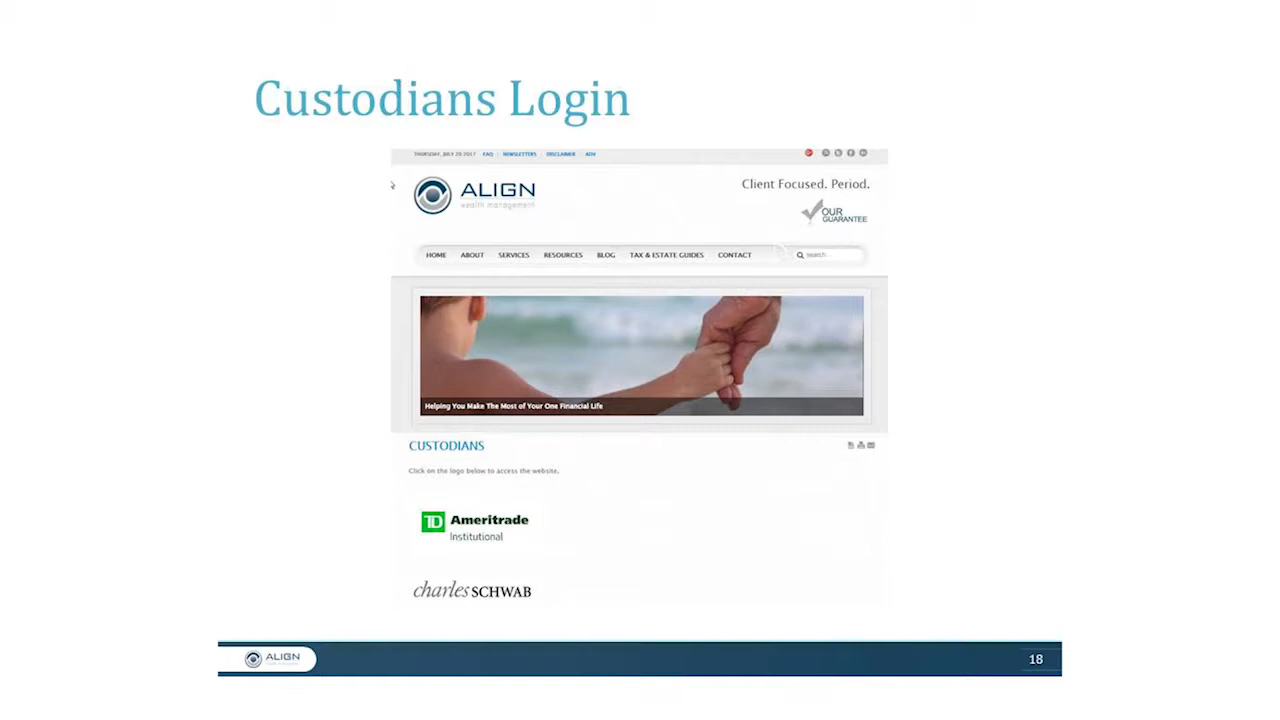 Custodians Login
THURSDAY, JULY 20 2017 FAQ NEWSLETTERS DISCLAIMER ADV
ALIGN
wealth management
Client Focused. Period.
OUR
GUARANTEE
HOME ABOUT SERVICES RESOURCES BLOG TAX & ESTATE GUIDES CONTACT
search...
Helping You Make The Most of Your One Financial Life
CUSTODIANS
Click on the logo below to access the website.
TD Ameritrade
Institutional
charles SCHWAB
ALIGN
18